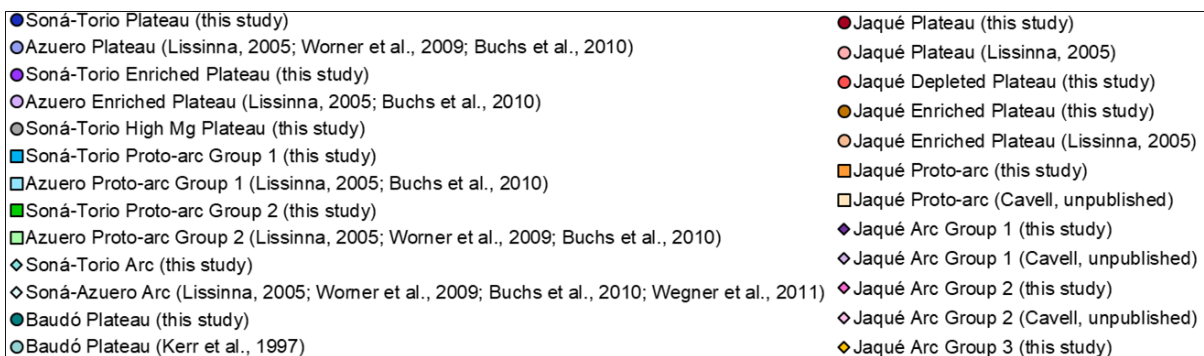 Soná-Torio Plateau (this study)
Azuero Plateau (Lissinna, 2005; Worner et al., 2009; Buchs et al., 2010)
Soná-Torio Enriched Plateau (this study)
Azuero Enriched Plateau (Lissinna, 2005; Buchs et al., 2010)
Soná-Torio High Mg Plateau (this study)
Soná-Torio Proto-arc Group 1 (this study)
Azuero Proto-arc Group 1 (Lissinna, 2005; Buchs et al., 2010)
Soná-Torio Proto-arc Group 2 (this study)
Azuero Proto-arc Group 2 (Lissinna, 2005; Worner et al., 2009; Buchs et al., 2010)
Soná-Torio Arc (this study)
Soná-Azuero Arc (Lissinna, 2005; Worner et al., 2009; Buchs et al., 2010; Wegner et al., 2011)
Baudó Plateau (this study)
Baudó Plateau (Kerr et al., 1997)
Jaqué Plateau (this study)
Jaqué Plateau (Lissinna, 2005)
Jaqué Depleted Plateau (this study)
Jaqué Enriched Plateau (this study)
Jaqué Enriched Plateau (Lissinna, 2005)
Jaqué Proto-arc (this study)
Jaqué Proto-arc (Cavell, unpublished)
Jaqué Arc Group 1 (this study)
Jaqué Arc Group 1 (Cavell, unpublished)
Jaqué Arc Group 2 (this study)
Jaqué Arc Group 2 (Cavell, unpublished)
Jaqué Arc Group 3 (this study)